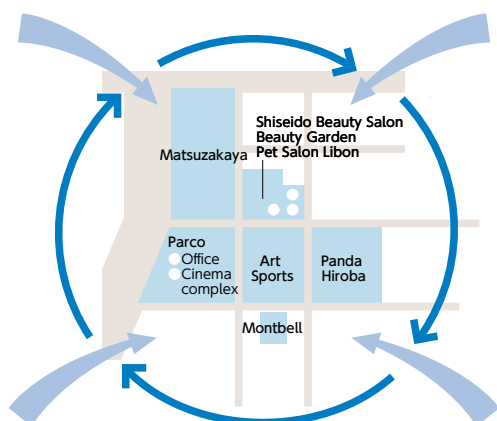 Shiseido Beauty Salon
Beauty Garden
Pet Salon Libon
Matsuzakaya
Parco
Office
Cinema
complex
Art
Sports
Panda
Hiroba
Montbell